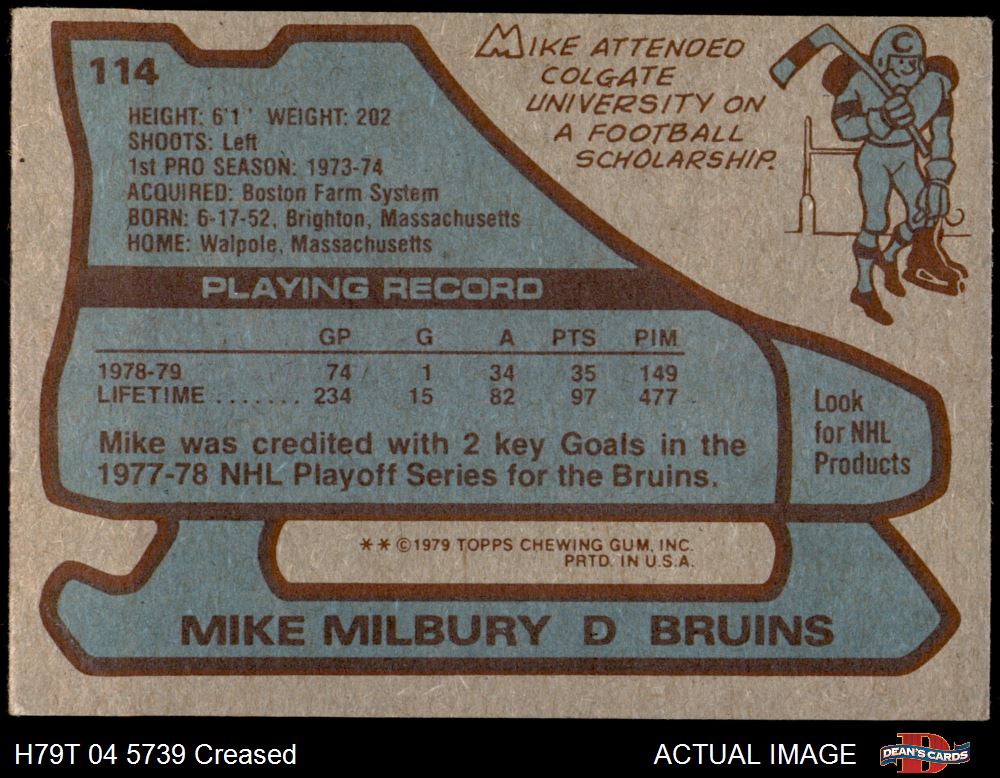 114
HEIGHT: 6'1" WEIGHT: 202
SHOOTS: Left
1st PRO SEASON: 1973-74
ACQUIRED: Boston Farm System
BORN: 6-17-52, Brighton, Massachusetts
HOME: Walpole, Massachusetts
MIKE ATTENDED
COLGATE
UNIVERSITY ON
A FOOTBALL
SCHOLARSHIP.
C
PLAYING RECORD
GP G A PTS PIM
1978-79 74 1 34 35 149
LIFETIME ....... 234 15 82 97 477
Mike was credited with 2 key Goals in the
1977-78 NHL Playoff Series for the Bruins.
Look
for NHL
Products
** ©1979 TOPPS CHEWING GUM, INC.
PRTD. IN U.S.A.
MIKE MILBURY D BRUINS
H79T 04 5739 Creased
ACTUAL IMAGE
DEAN'S CARDS